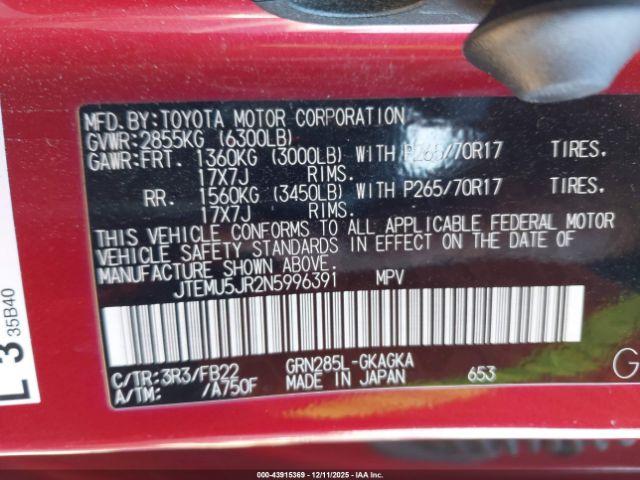 MFD.BY:TOYOTA MOTOR CORPORATION
GVWR:2855KG (6300LB)
GAWR:FRT. 1360KG (3000LB) WITH P265/70R17 TIRES.
17X7J RIMS.
RR. 1560KG (3450LB) WITH P265/70R17 TIRES.
17X7J RIMS.
THIS VEHICLE CONFORMS TO ALL APPLICABLE FEDERAL MOTOR
VEHICLE SAFETY STANDARDS IN EFFECT ON THE DATE OF
MANUFACTURE SHOWN ABOVE.
JTEMU5JR2N5996391 MPV
C/TR:3R3/FB22 GRN285L-GKAGKA
A/TM: /A750F MADE IN JAPAN 653
G
L 3 35B40
000-43915369 - 12/11/2025 - IAA Inc.